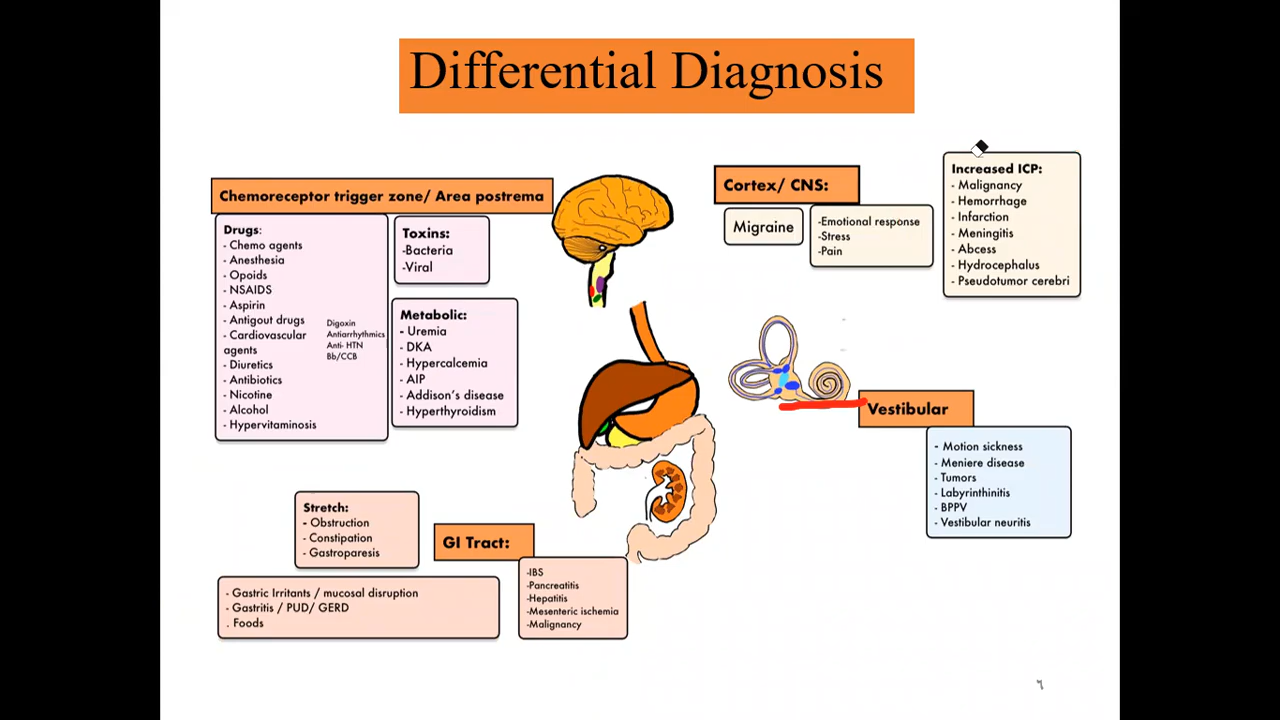 Differential Diagnosis
Chemoreceptor trigger zone/ Area postrema
Drugs:
- Chemo agents
- Anesthesia
- Opoids
- NSAIDS
- Aspirin
- Antigout drugs
- Cardiovascular
agents
- Diuretics
- Antibiotics
- Nicotine
- Alcohol
- Hypervitaminosis
Digoxin
Antiarrhythmics
Anti- HTN
Bb/CCB
Toxins:
-Bacteria
-Viral
Metabolic:
- Uremia
- DKA
- Hypercalcemia
- AIP
- Addison's disease
- Hyperthyroidism
Cortex/ CNS:
Migraine
-Emotional response
-Stress
-Pain
Increased ICP:
- Malignancy
- Hemorrhage
- Infarction
- Meningitis
- Abcess
- Hydrocephalus
- Pseudotumor cerebri
Vestibular
- Motion sickness
- Meniere disease
- Tumors
- Labyrinthitis
- BPPV
- Vestibular neuritis
Stretch:
- Obstruction
- Constipation
- Gastroparesis
GI Tract:
- Gastric Irritants / mucosal disruption
- Gastritis / PUD/ GERD
. Foods
-IBS
-Pancreatitis
-Hepatitis
-Mesenteric ischemia
-Malignancy
٦